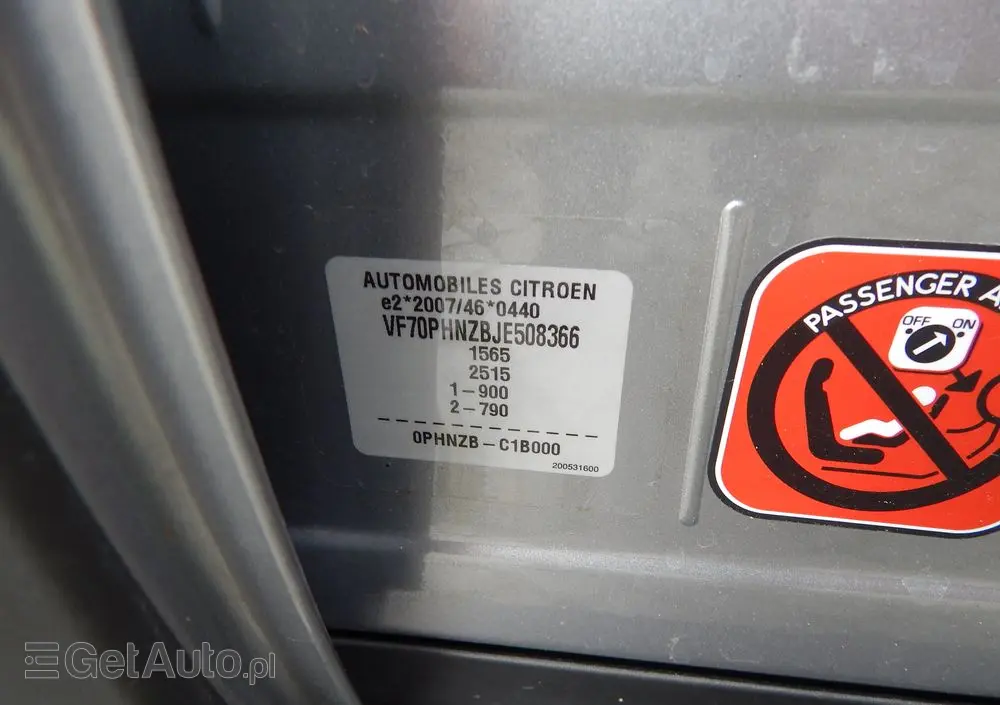 AUTOMOBILES CITROEN
e2*2007/46*0440
VF70PHNZBJE508366
1565
2515
1-900
2-790
0PHNZB-C1B000
200531600
PASSENGER
OFF ON
GetAuto.pl